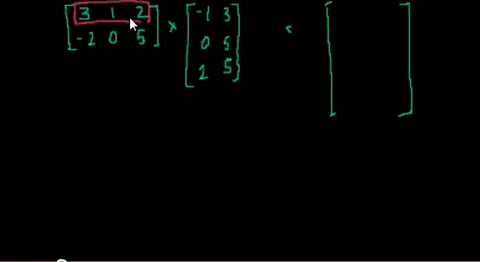 [3 1 2] × [-1 3] = [ ]
[-2 0 5] [0 5]
[2 5]